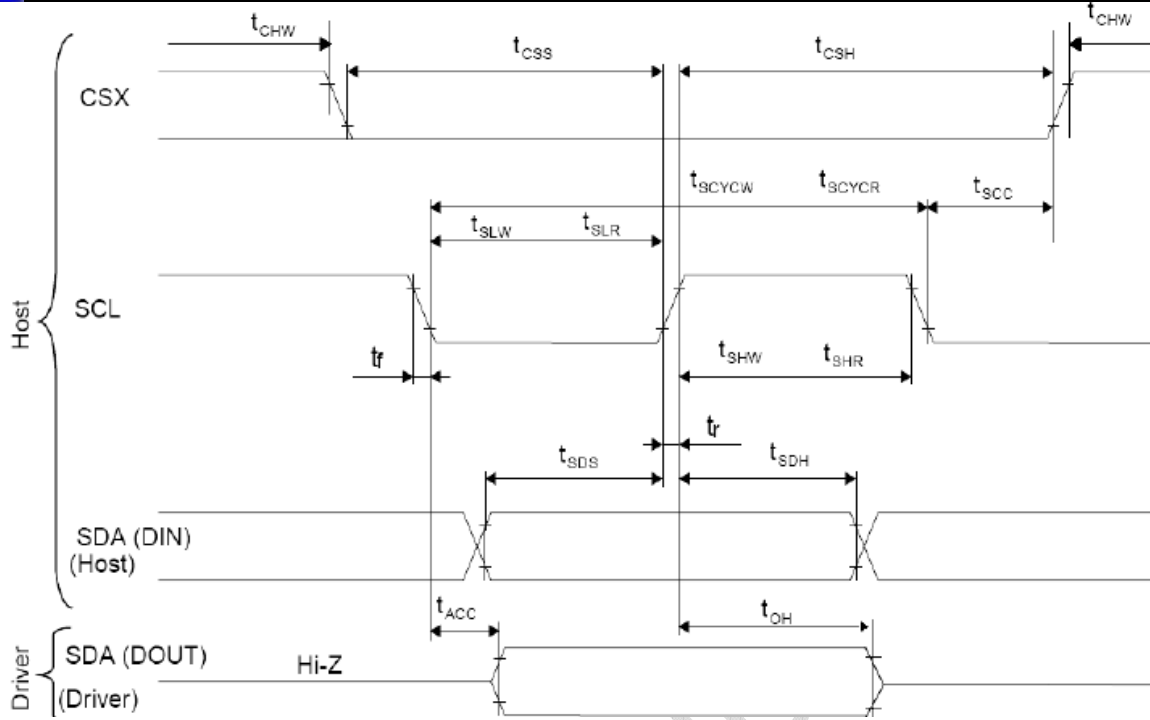 tCHW
tCHW
tCSS
tCSH
CSX
tSCYCW tSCYCR
tSCC
tSLW tSLR
Host
SCL
tf
tSHW tSHR
tr
tSDS
tSDH
SDA (DIN)
(Host)
tACC
tOH
Driver
SDA (DOUT)
Hi-Z
(Driver)